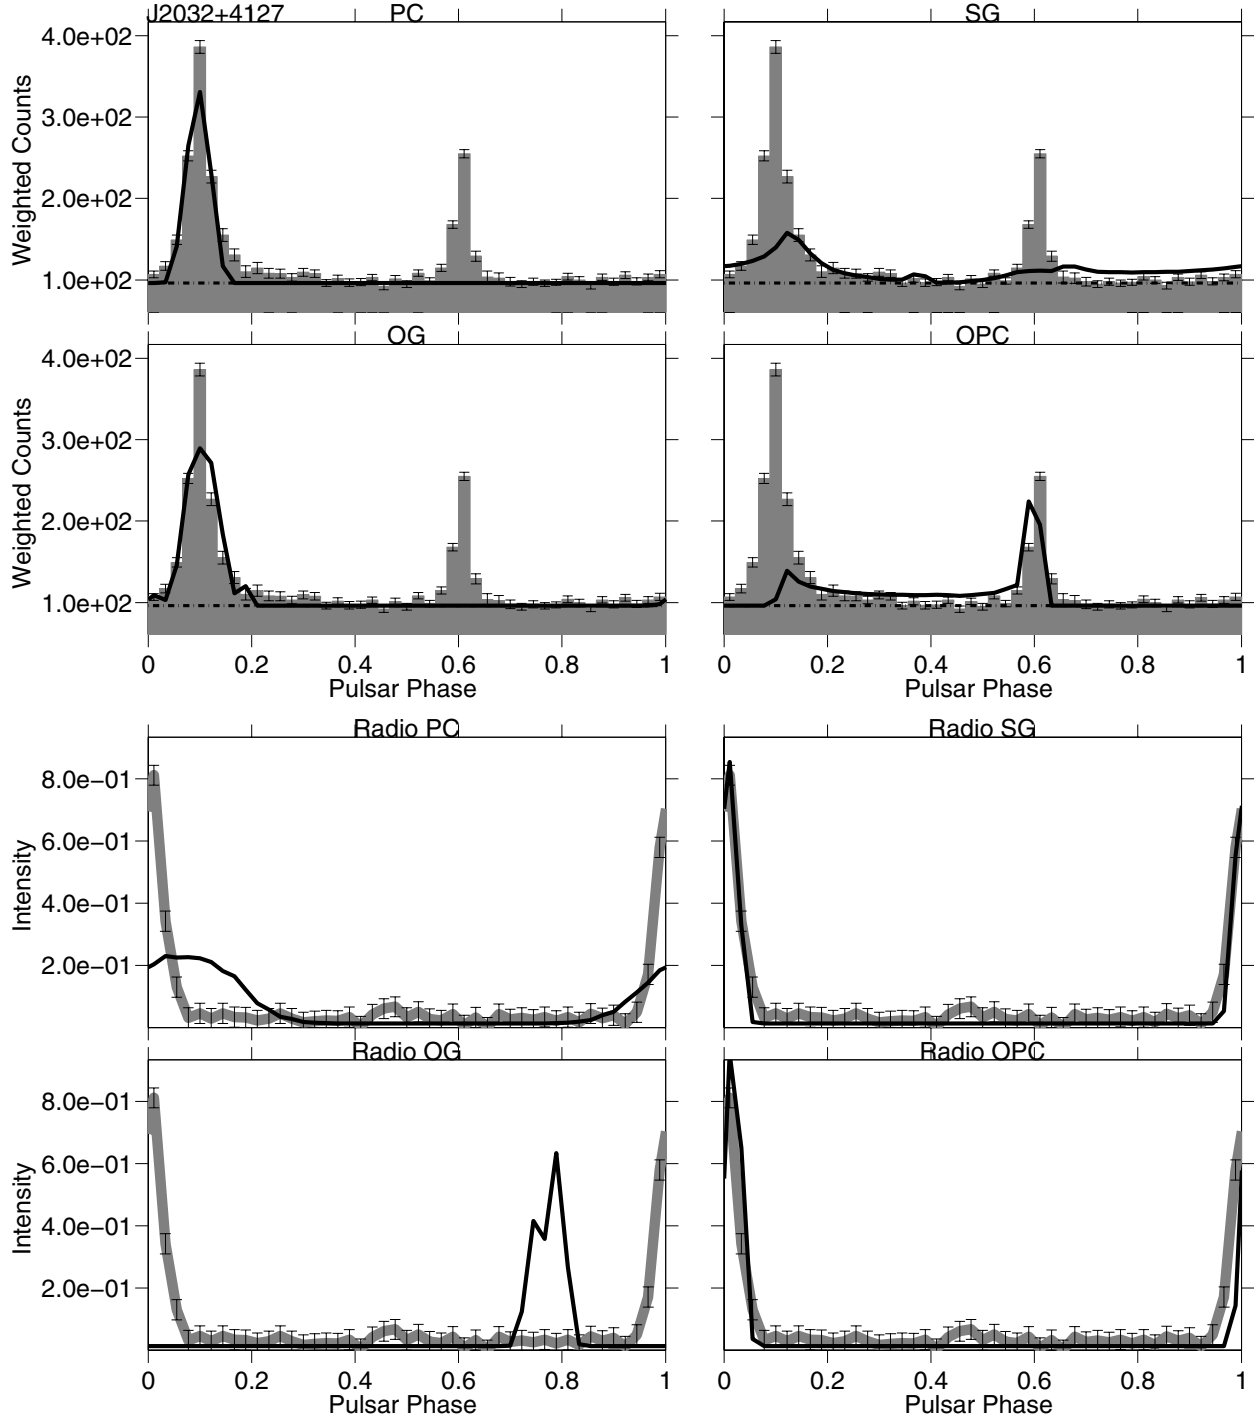 J2032+4127 PC SG
4.0e+02
3.0e+02
2.0e+02
1.0e+02
Weighted Counts
OG OPC
4.0e+02
3.0e+02
2.0e+02
1.0e+02
Weighted Counts
0 0.2 0.4 0.6 0.8 1 0 0.2 0.4 0.6 0.8 1
Pulsar Phase Pulsar Phase
Radio PC Radio SG
8.0e−01
6.0e−01
4.0e−01
2.0e−01
Intensity
Radio OG Radio OPC
8.0e−01
6.0e−01
4.0e−01
2.0e−01
Intensity
0 0.2 0.4 0.6 0.8 1 0 0.2 0.4 0.6 0.8 1
Pulsar Phase Pulsar Phase